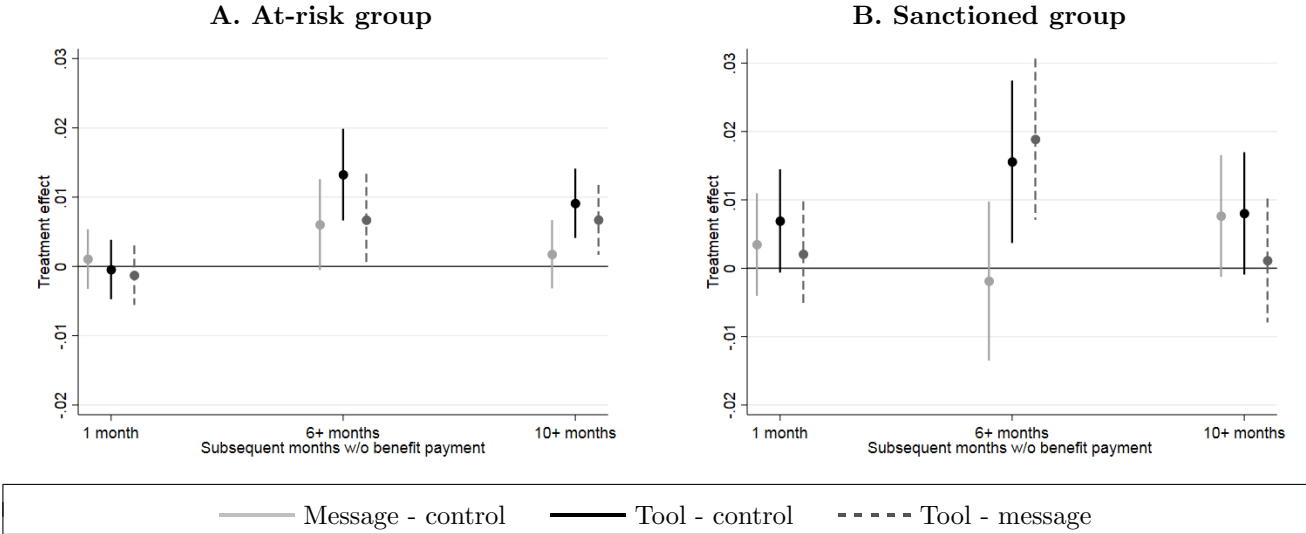 A. At-risk group
.03
.02
.01
0
-.01
-.02
Treatment effect
1 month
6+ months
10+ months
Subsequent months w/o benefit payment
B. Sanctioned group
.03
.02
.01
0
-.01
-.02
Treatment effect
1 month
6+ months
10+ months
Subsequent months w/o benefit payment
Message - control
Tool - control
Tool - message